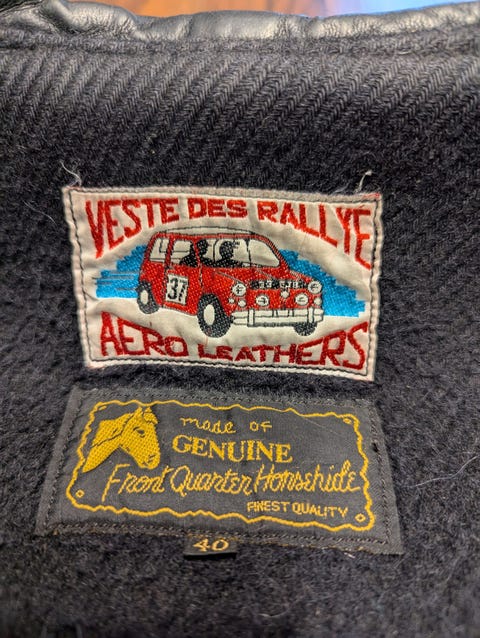 VESTE DES RALLYE
37
AERO LEATHERS
made of
GENUINE
Front Quarter Horsehide
FINEST QUALITY
40